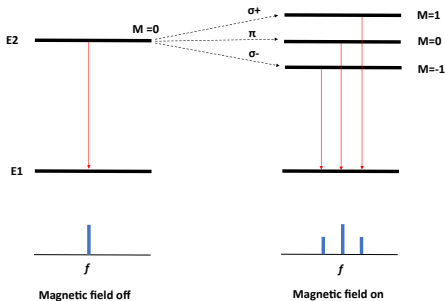 M =0
E2
σ+
π
σ-
M=1
M=0
M=-1
E1
f
f
Magnetic field off
Magnetic field on